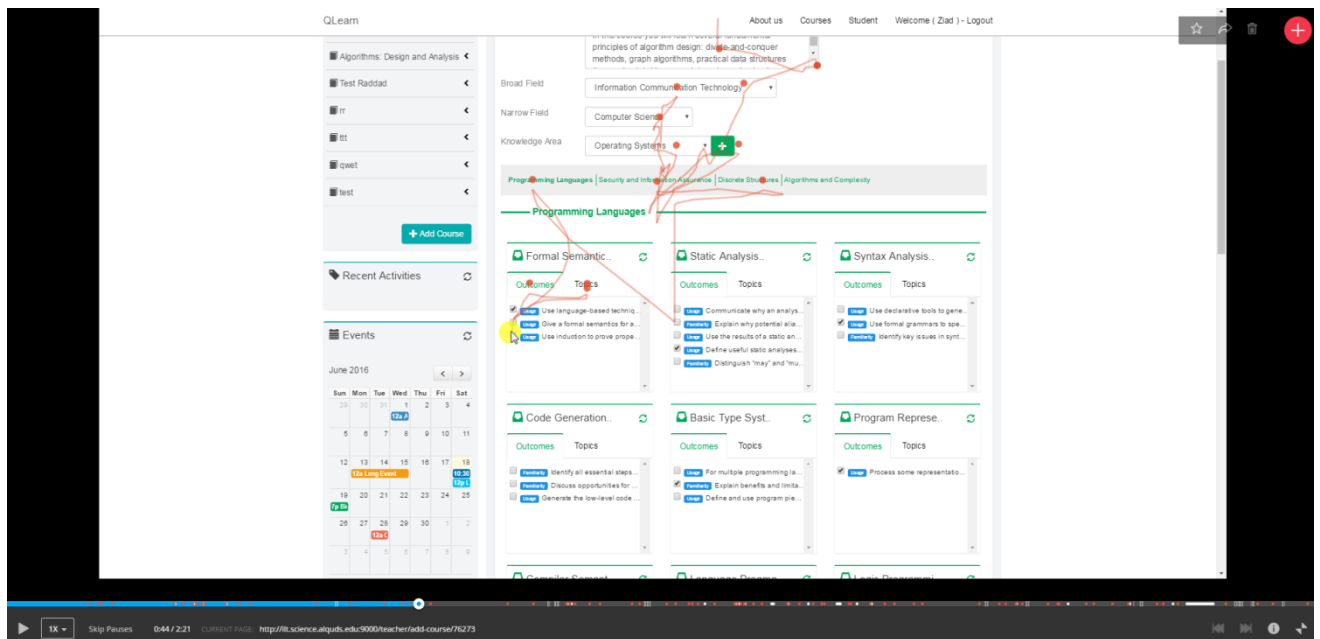 QLearn
About us Courses Student Welcome ( Ziad ) - Logout
Algorithms: Design and Analysis
Test Raddad
rr
ttt
qwet
test
+ Add Course
Recent Activities
Events
June 2016
Sun Mon Tue Wed Thu Fri Sat
29 30 31 1 2 3 4
12a
5 6 7 8 9 10 11
12 13 14 15 16 17 18
12a Long Event 10:30
12p L
19 20 21 22 23 24 25
7p Bi
26 27 28 29 30 1 2
12a C
3 4 5 6 7 8 9
principles of algorithm design: divide-and-conquer
methods, graph algorithms, practical data structures
Broad Field Information Communication Technology
Narrow Field Computer Science
Knowledge Area Operating Systems
Programming Languages | Security and Information Assurance | Discrete Structures | Algorithms and Complexity
Programming Languages
Formal Semantic..
Outcomes Topics
Usage Use language-based techniq...
Usage Give a formal semantics for a...
Usage Use induction to prove prope...
Static Analysis..
Outcomes Topics
Usage Communicate why an analys...
Familiarity Explain why potential alia...
Usage Use the results of a static an...
Usage Define useful static analyses...
Familiarity Distinguish "may" and "mu...
Syntax Analysis..
Outcomes Topics
Usage Use declarative tools to gene...
Usage Use formal grammars to spe...
Familiarity Identify key issues in synt...
Code Generation..
Outcomes Topics
Familiarity Identify all essential steps...
Familiarity Discuss opportunities for ...
Usage Generate the low-level code ...
Basic Type Syst..
Outcomes Topics
Usage For multiple programming la...
Familiarity Explain benefits and limita...
Usage Define and use program pie...
Program Represe..
Outcomes Topics
Usage Process some representatio...
1X Skip Pauses 0:44 / 2:21 CURRENT PAGE http://iit.science.alquds.edu:9000/teacher/add-course/76273